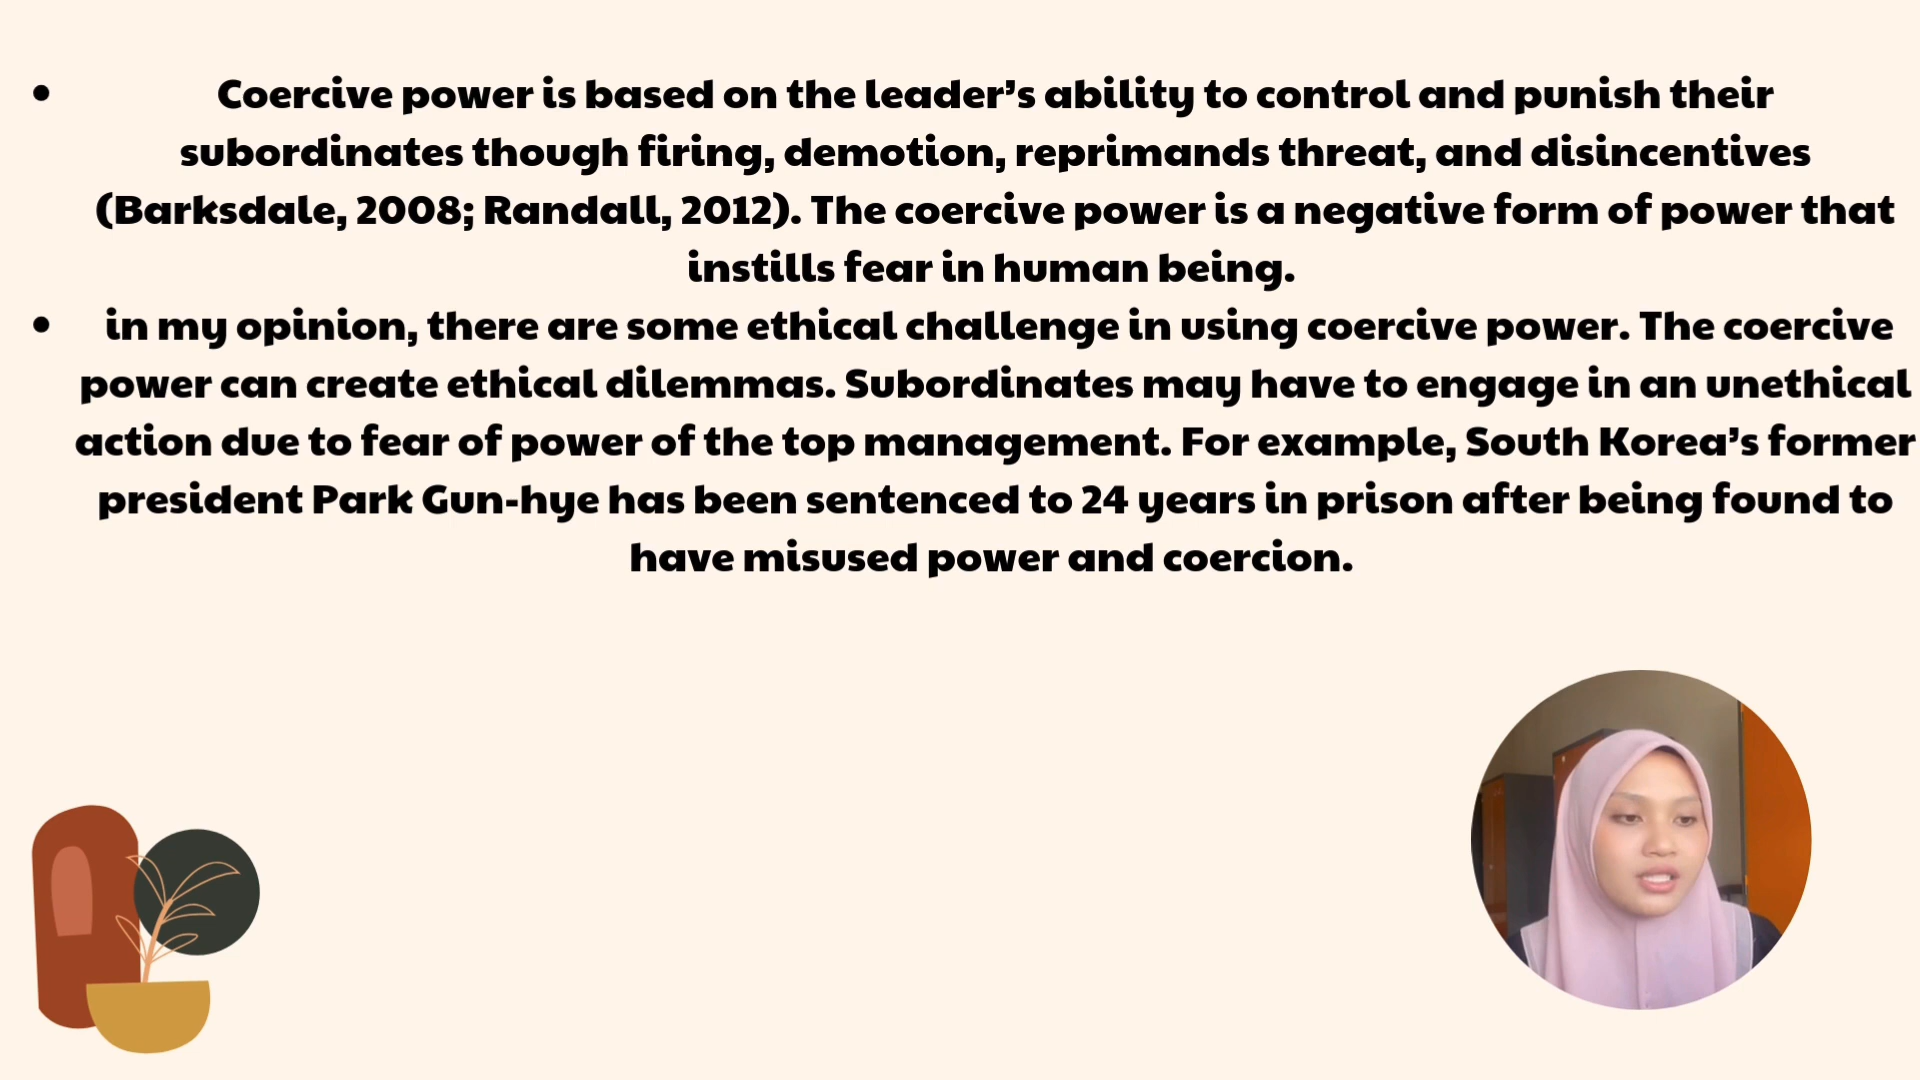 • Coercive power is based on the leader’s ability to control and punish their
subordinates though firing, demotion, reprimands threat, and disincentives
(Barksdale, 2008; Randall, 2012). The coercive power is a negative form of power that
instills fear in human being.
• in my opinion, there are some ethical challenge in using coercive power. The coercive
power can create ethical dilemmas. Subordinates may have to engage in an unethical
action due to fear of power of the top management. For example, South Korea’s former
president Park Gun-hye has been sentenced to 24 years in prison after being found to
have misused power and coercion.